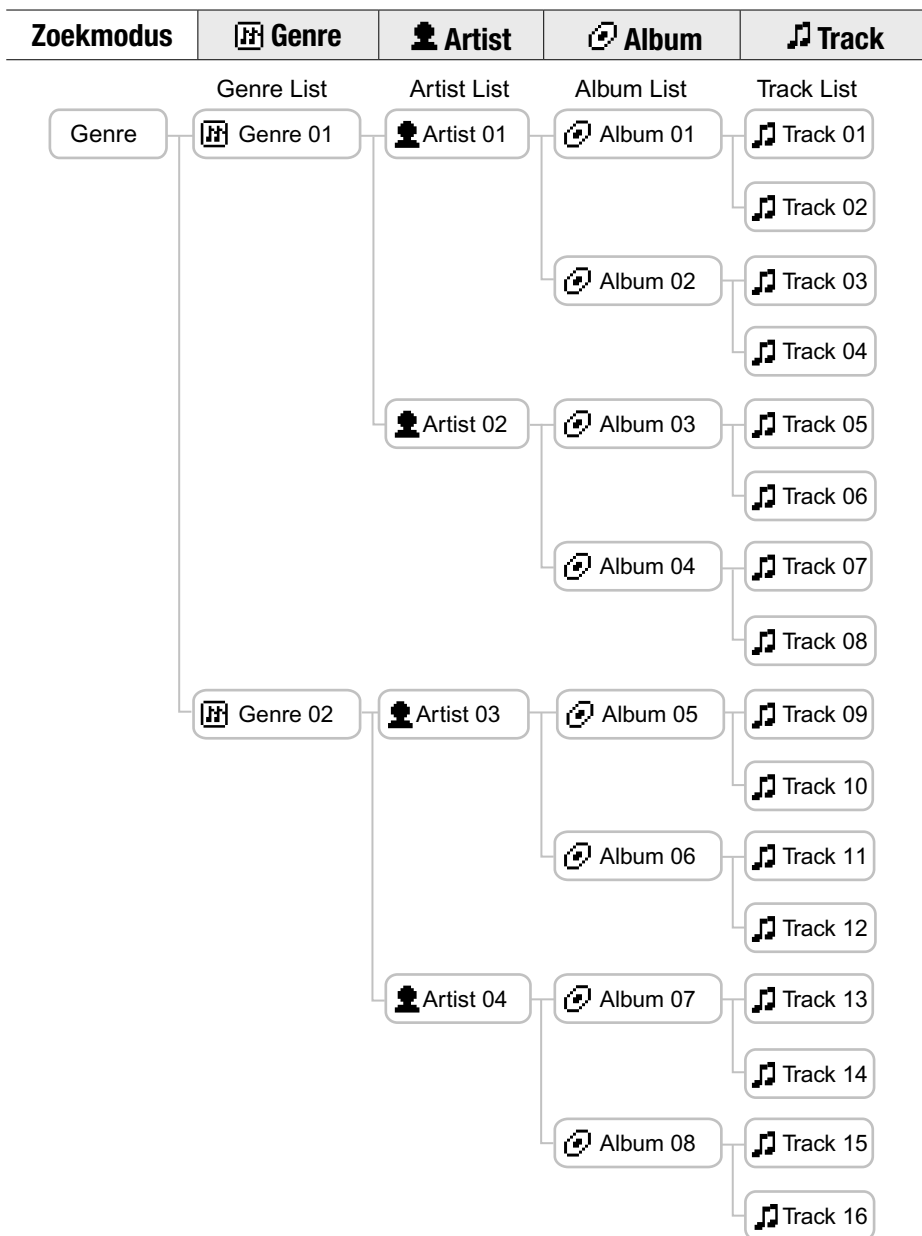 Zoekmodus Genre Artist Album Track
Genre List Artist List Album List Track List
Genre Genre 01 Artist 01 Album 01 Track 01
Track 02
Album 02 Track 03
Track 04
Artist 02 Album 03 Track 05
Track 06
Album 04 Track 07
Track 08
Genre 02 Artist 03 Album 05 Track 09
Track 10
Album 06 Track 11
Track 12
Artist 04 Album 07 Track 13
Track 14
Album 08 Track 15
Track 16